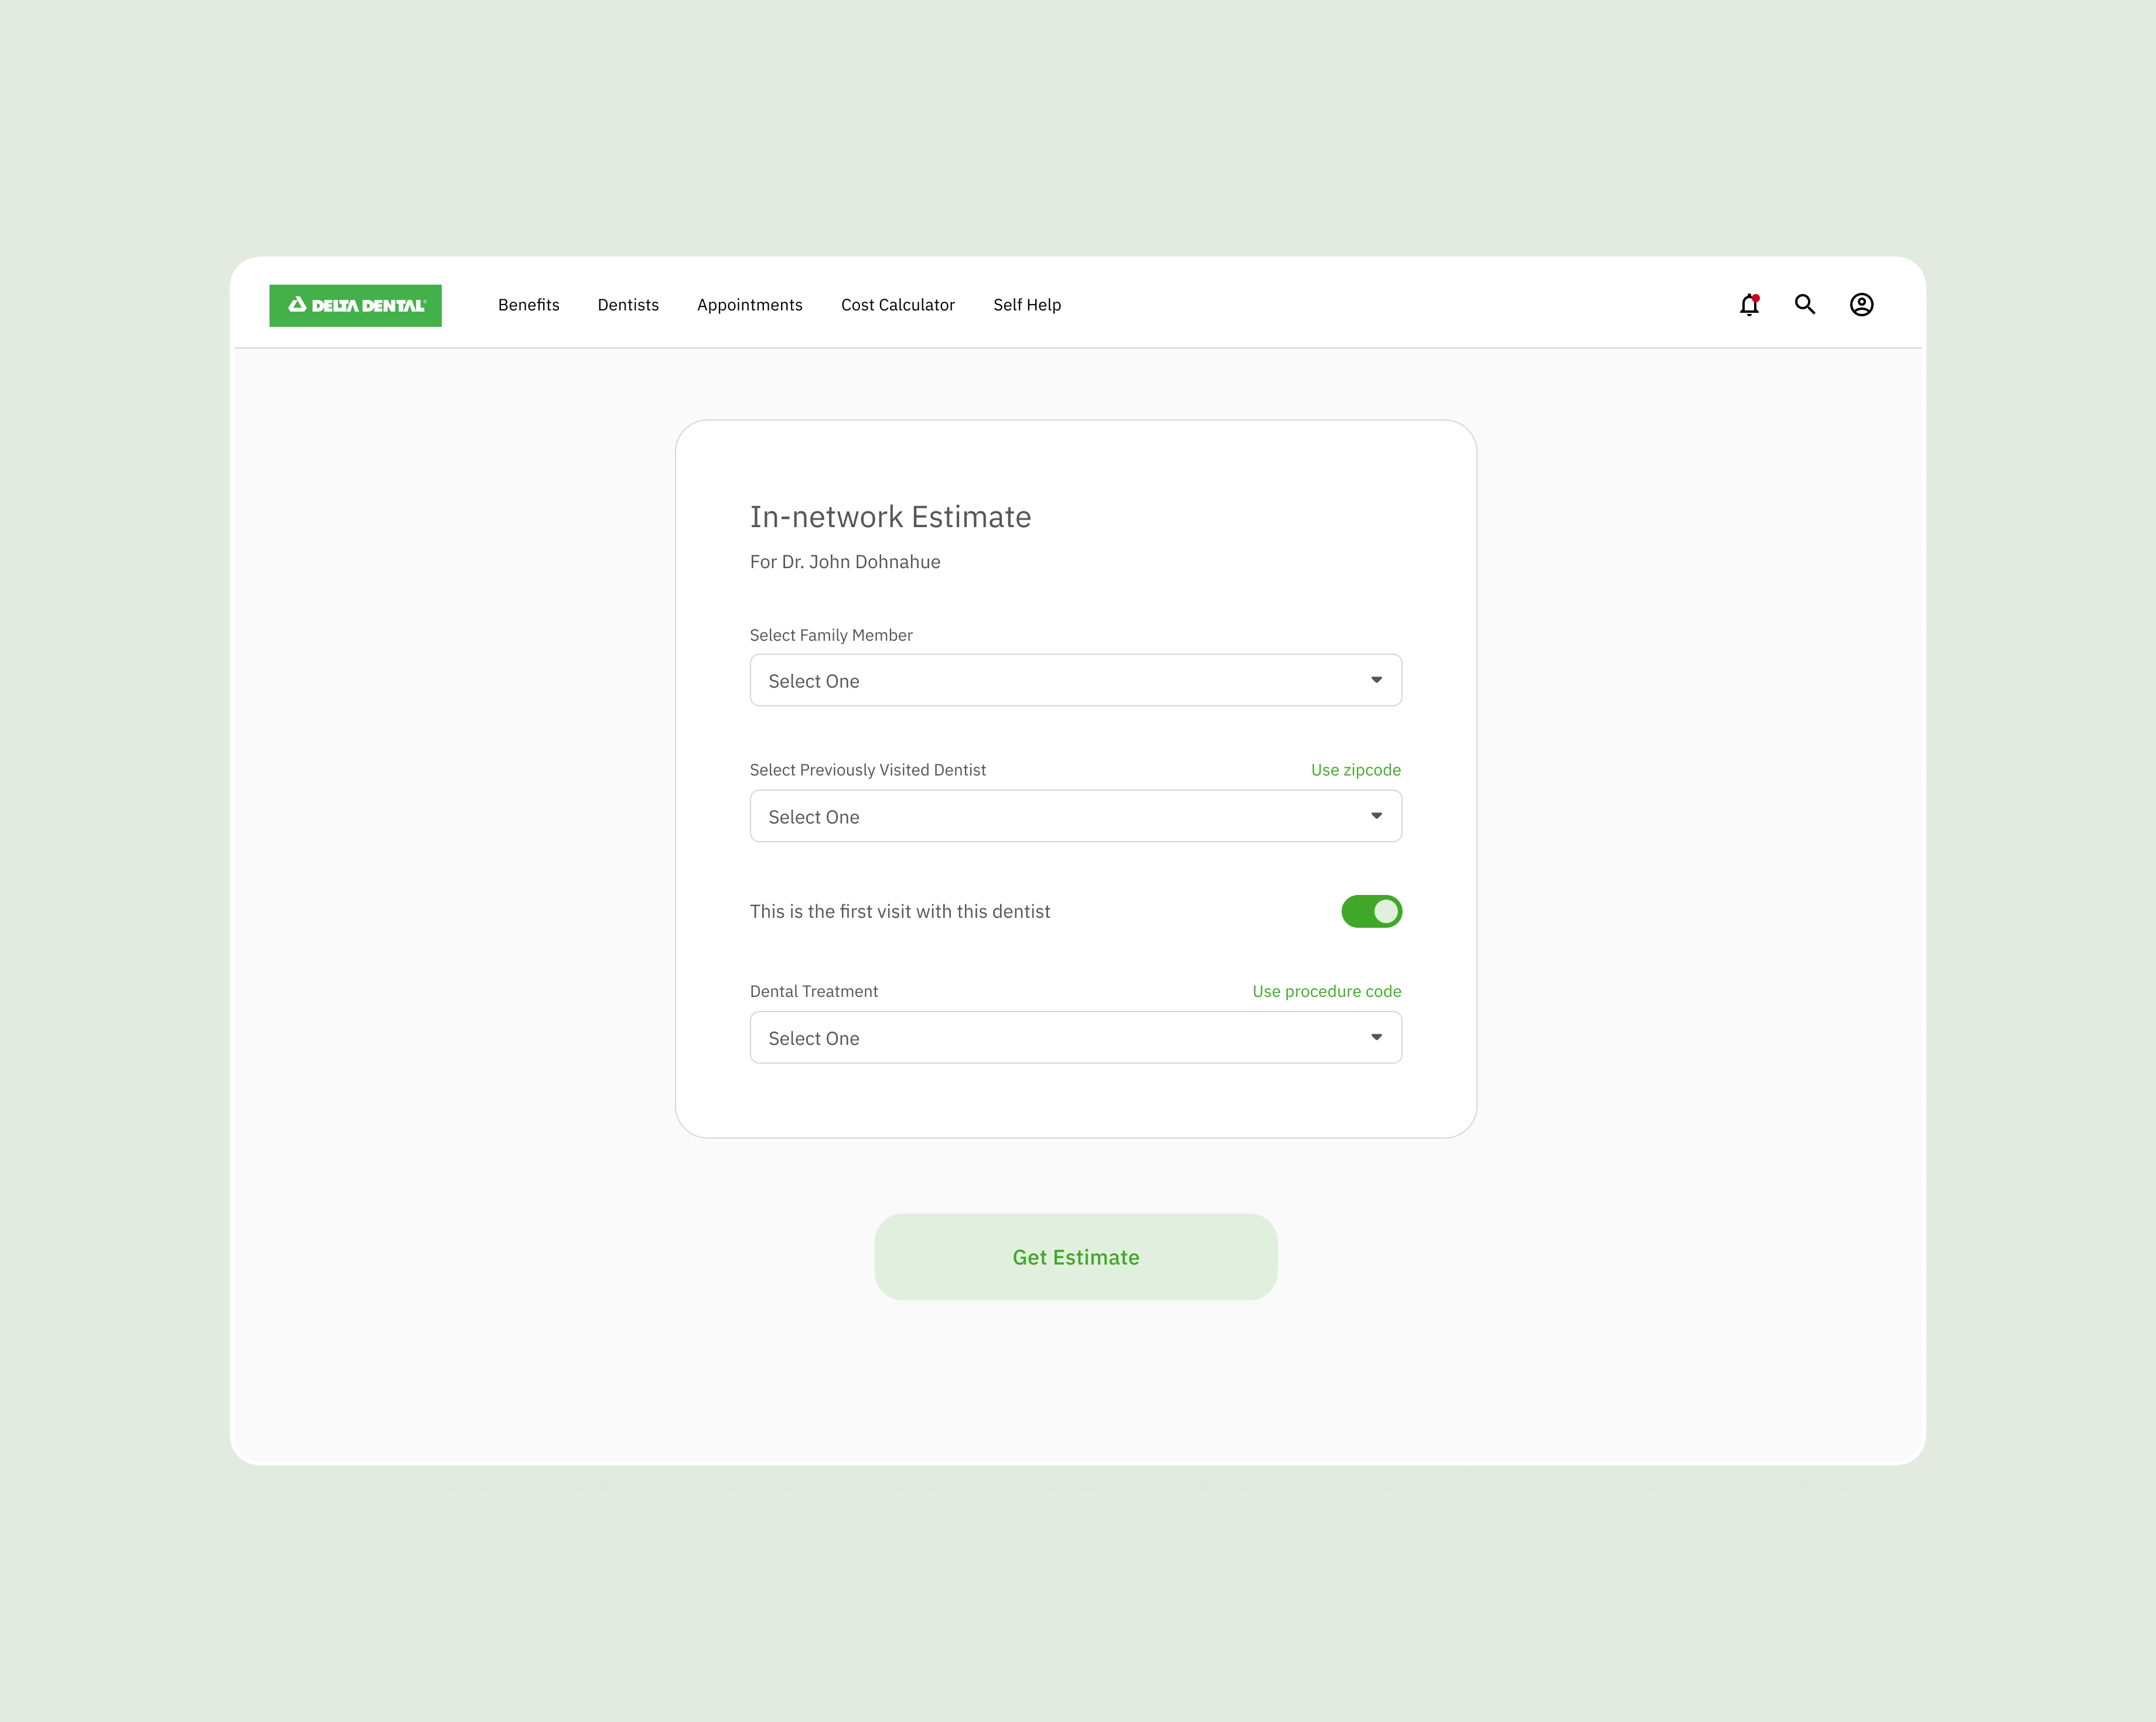 DELTA DENTAL
Benefits Dentists Appointments Cost Calculator Self Help
In-network Estimate
For Dr. John Dohnahue
Select Family Member
Select One
Select Previously Visited Dentist Use zipcode
Select One
This is the first visit with this dentist
Dental Treatment Use procedure code
Select One
Get Estimate